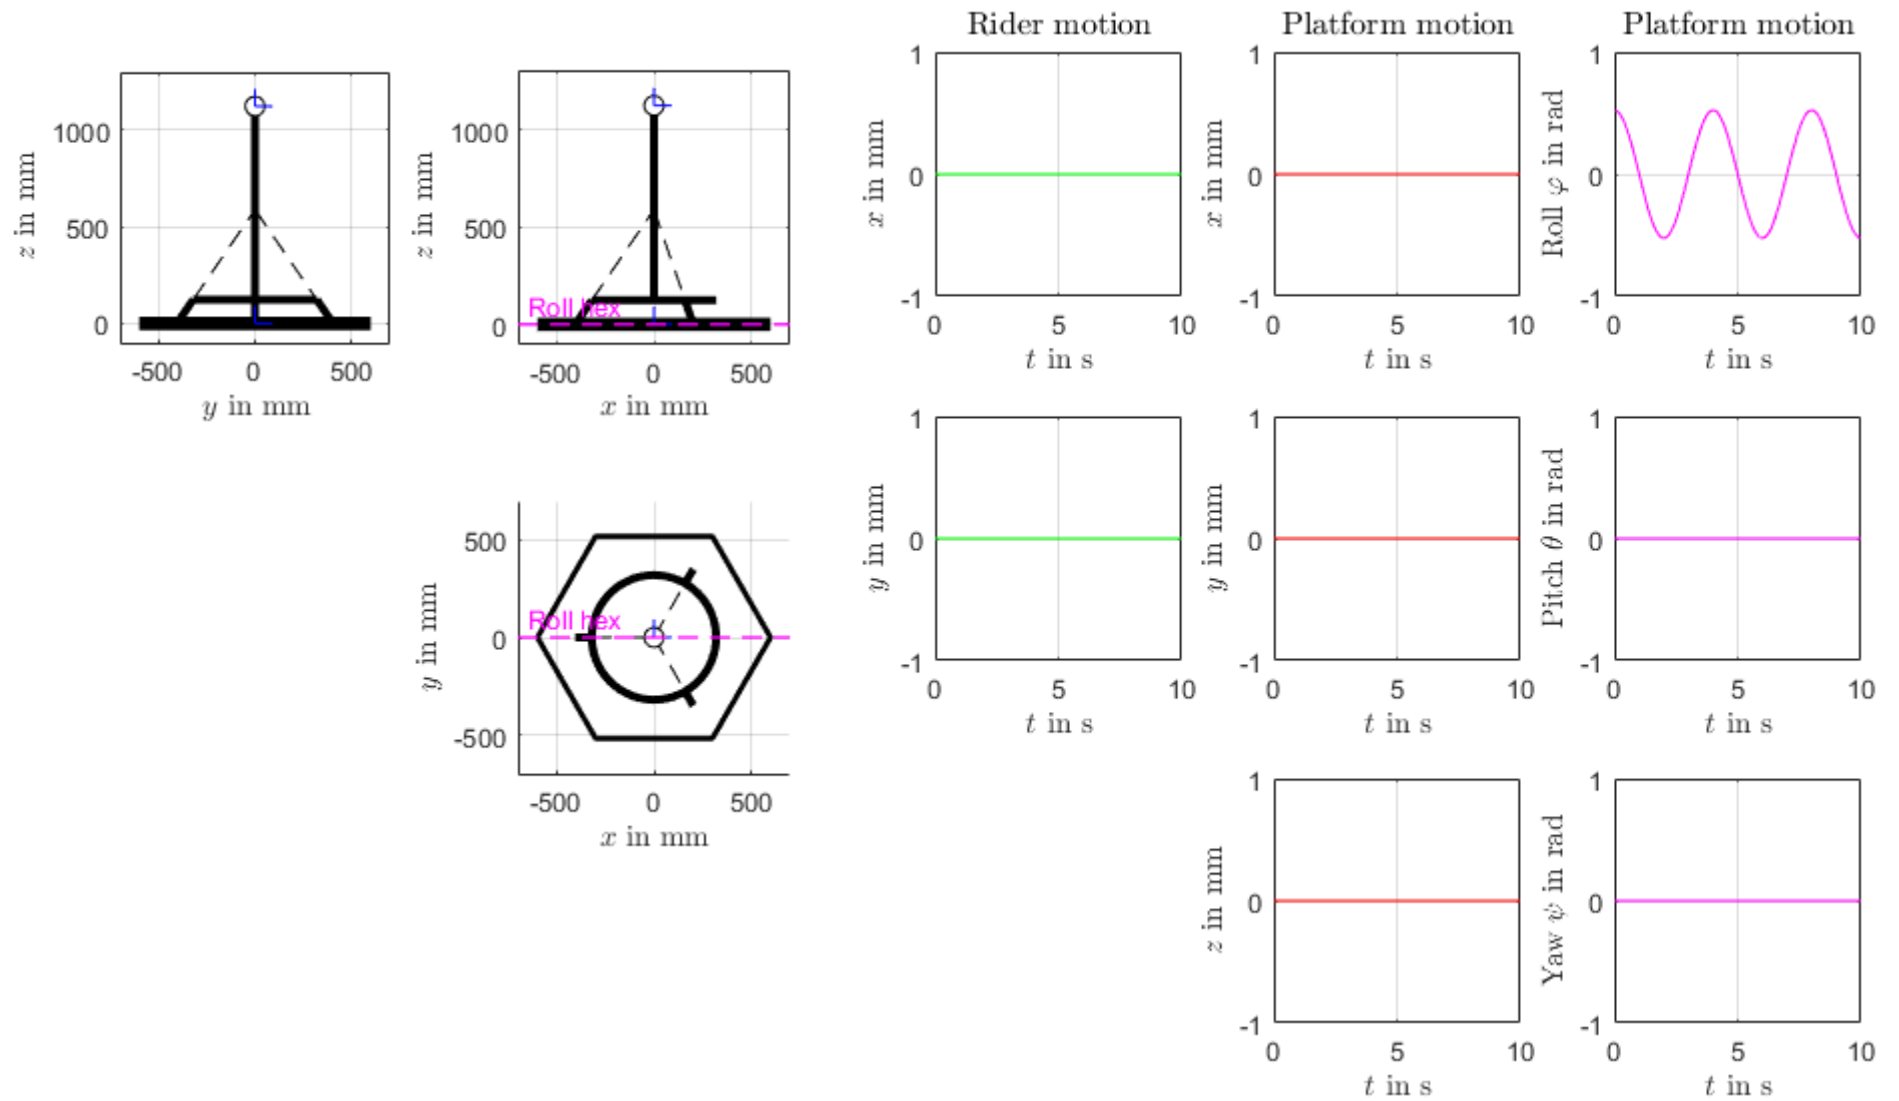 Rider motion
Platform motion
Platform motion
1000
500
0
-500
0
500
z in mm
y in mm
1000
500
0
-500
0
500
z in mm
x in mm
Roll hex
1
0
-1
0
5
10
x in mm
t in s
1
0
-1
0
5
10
x in mm
t in s
1
0
-1
0
5
10
Roll φ in rad
t in s
500
0
-500
-500
0
500
y in mm
x in mm
Roll hex
1
0
-1
0
5
10
y in mm
t in s
1
0
-1
0
5
10
y in mm
t in s
1
0
-1
0
5
10
Pitch θ in rad
t in s
1
0
-1
0
5
10
z in mm
t in s
1
0
-1
0
5
10
Yaw ψ in rad
t in s